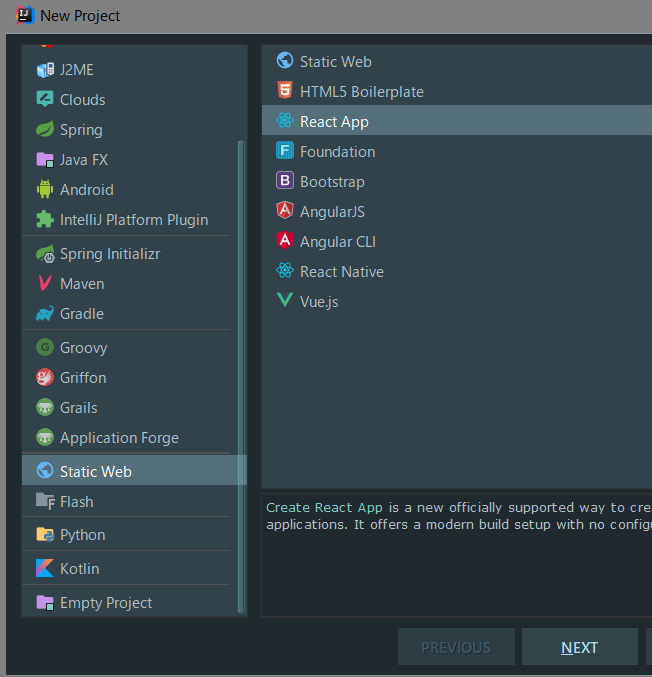 New Project
J2ME
Clouds
Spring
Java FX
Android
IntelliJ Platform Plugin
Spring Initializr
Maven
Gradle
Groovy
Griffon
Grails
Application Forge
Static Web
Flash
Python
Kotlin
Empty Project
Static Web
HTML5 Boilerplate
React App
Foundation
Bootstrap
AngularJS
Angular CLI
React Native
Vue.js
Create React App is a new officially supported way to cre
applications. It offers a modern build setup with no config
PREVIOUS
NEXT